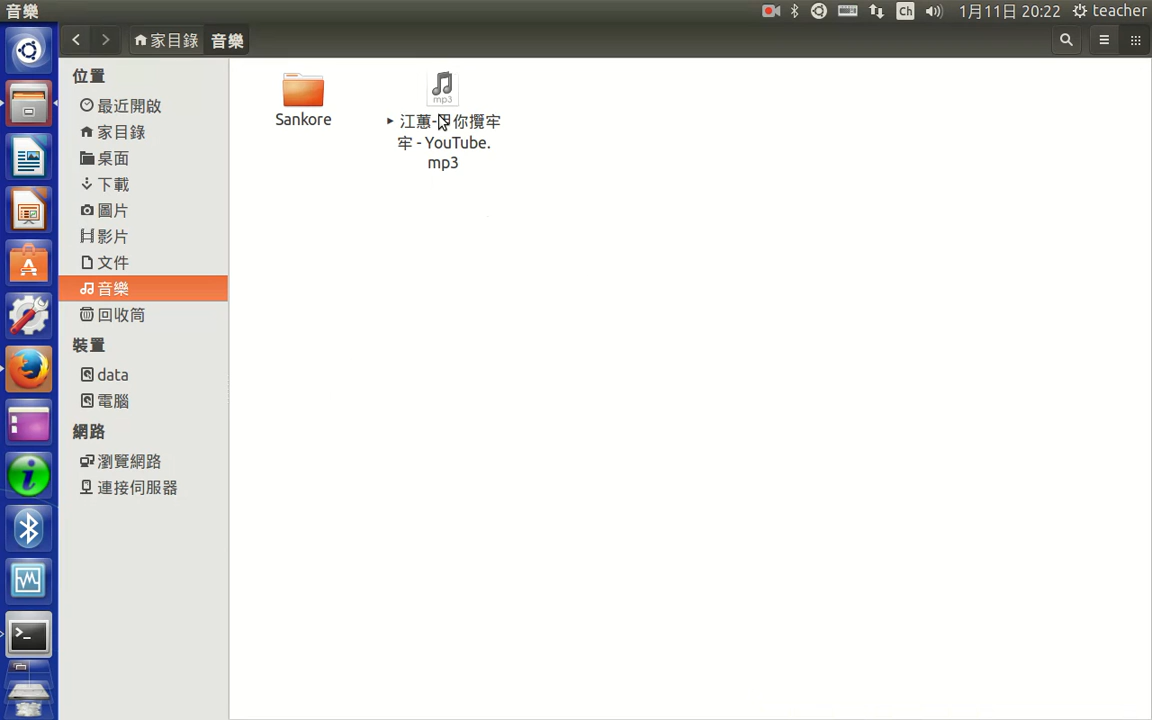 音樂
Ch
1月11日 20:22
teacher
家目錄
音樂
位置
最近開啟
家目錄
桌面
下載
圖片
影片
文件
音樂
回收筒
裝置
data
電腦
網路
瀏覽網路
連接伺服器
Sankore
mp3
▸ 江蕙-你攬牢
牢 - YouTube.
mp3